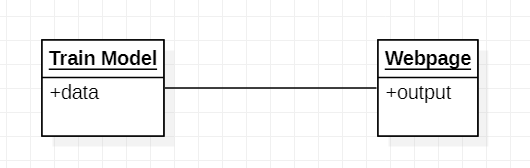 Train Model
+data
Webpage
+output